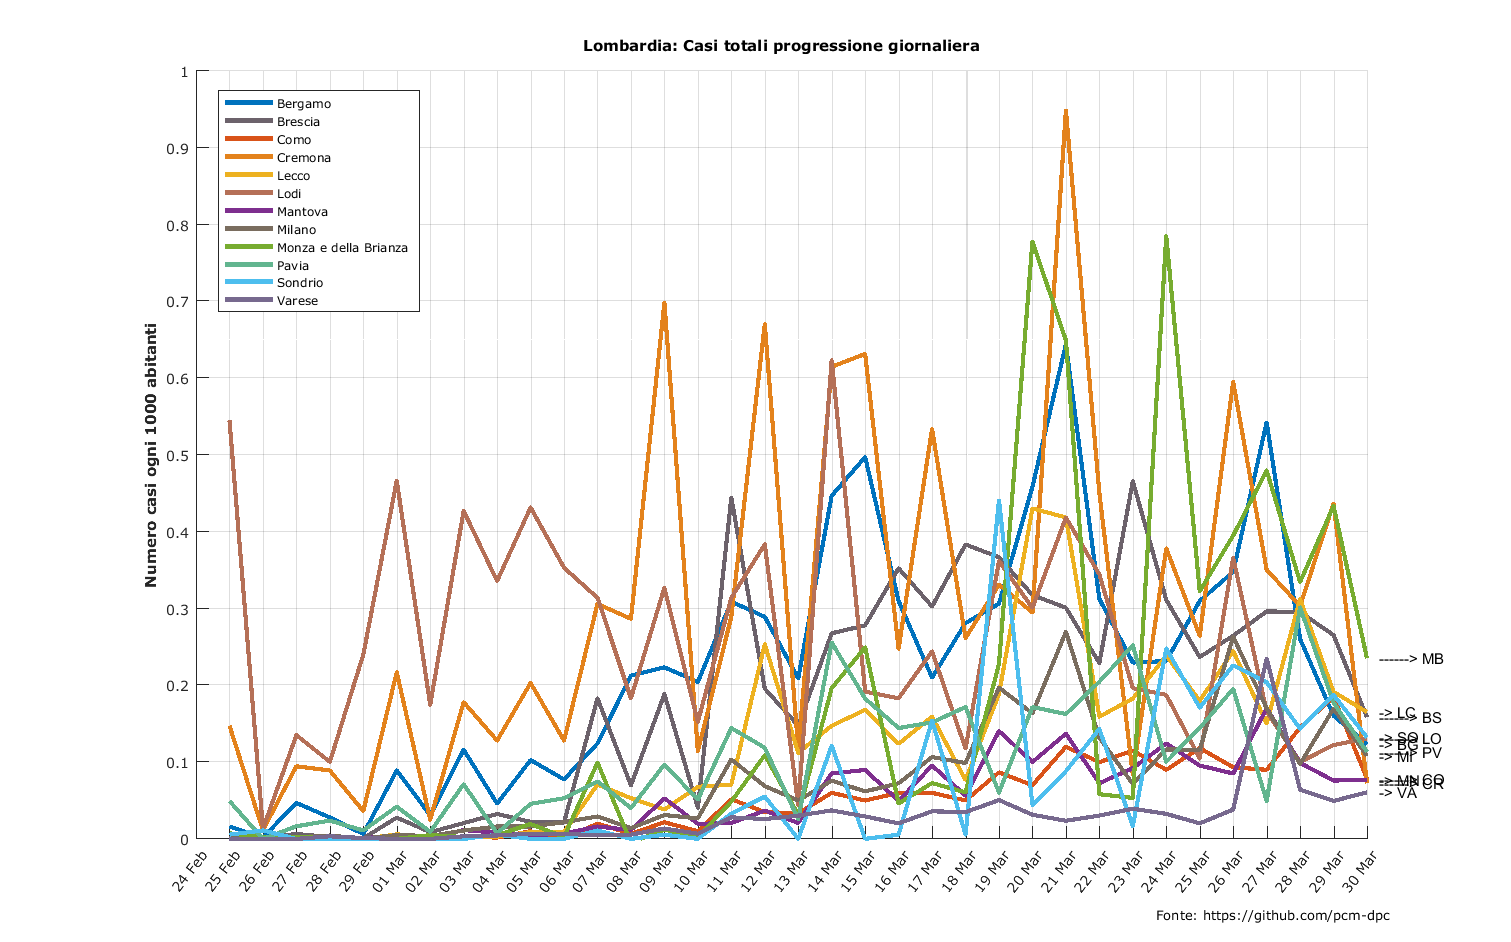 Lombardia: Casi totali progressione giornaliera
Numero casi ogni 1000 abitanti
1
0.9
0.8
0.7
0.6
0.5
0.4
0.3
0.2
0.1
0
Bergamo
Brescia
Como
Cremona
Lecco
Lodi
Mantova
Milano
Monza e della Brianza
Pavia
Sondrio
Varese
------> MB
-> LC
------> BS
-> SO
------> LO
-> BG
------> PV
-> MI
-> MN
------> CO
------> CR
-> VA
24 Feb
25 Feb
26 Feb
27 Feb
28 Feb
29 Feb
01 Mar
02 Mar
03 Mar
04 Mar
05 Mar
06 Mar
07 Mar
08 Mar
09 Mar
10 Mar
11 Mar
12 Mar
13 Mar
14 Mar
15 Mar
16 Mar
17 Mar
18 Mar
19 Mar
20 Mar
21 Mar
22 Mar
23 Mar
24 Mar
25 Mar
26 Mar
27 Mar
28 Mar
29 Mar
30 Mar
Fonte: https://github.com/pcm-dpc